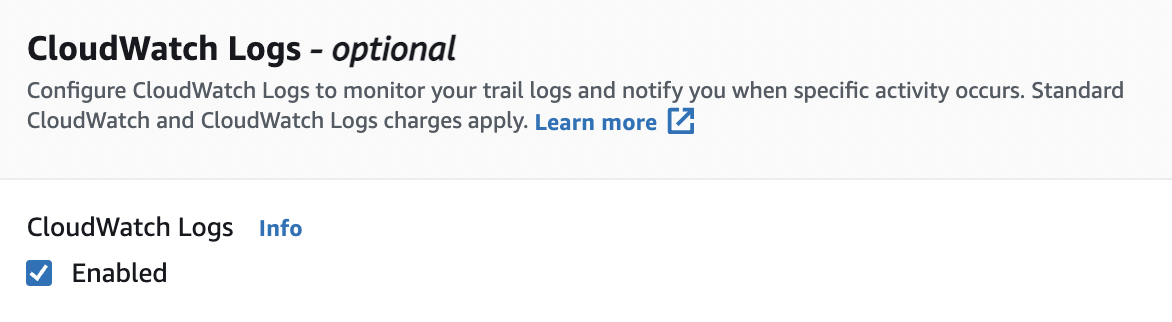 CloudWatch Logs - optional
Configure CloudWatch Logs to monitor your trail logs and notify you when specific activity occurs. Standard
CloudWatch and CloudWatch Logs charges apply. Learn more
CloudWatch Logs Info
Enabled